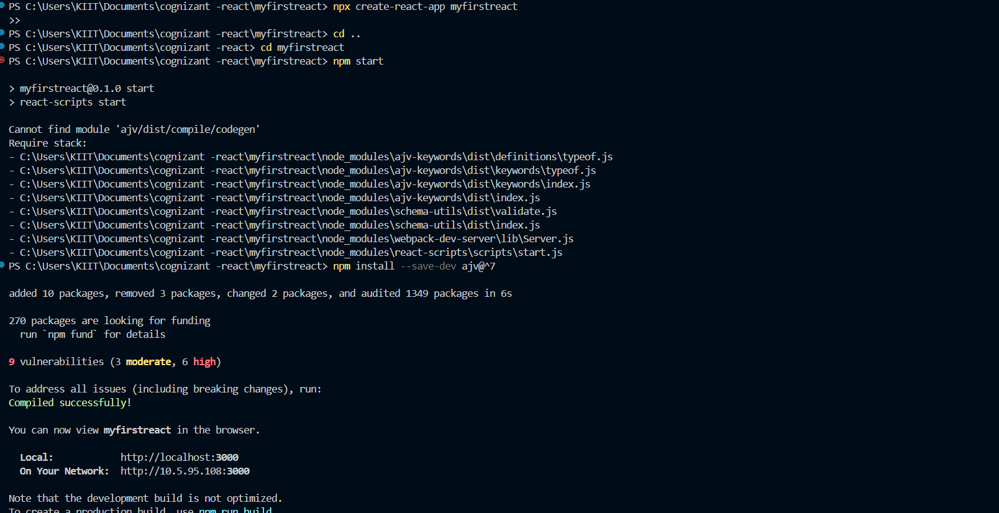 PS C:\Users\KIIT\Documents\cognizant -react\myfirstreact> npx create-react-app myfirstreact
>>
PS C:\Users\KIIT\Documents\cognizant -react\myfirstreact> cd ..
PS C:\Users\KIIT\Documents\cognizant -react> cd myfirstreact
PS C:\Users\KIIT\Documents\cognizant -react\myfirstreact> npm start
> myfirstreact@0.1.0 start
> react-scripts start
Cannot find module 'ajv/dist/compile/codegen'
Require stack:
- C:\Users\KIIT\Documents\cognizant -react\myfirstreact\node_modules\ajv-keywords\dist\definitions\typeof.js
- C:\Users\KIIT\Documents\cognizant -react\myfirstreact\node_modules\ajv-keywords\dist\keywords\typeof.js
- C:\Users\KIIT\Documents\cognizant -react\myfirstreact\node_modules\ajv-keywords\dist\keywords\index.js
- C:\Users\KIIT\Documents\cognizant -react\myfirstreact\node_modules\ajv-keywords\dist\index.js
- C:\Users\KIIT\Documents\cognizant -react\myfirstreact\node_modules\schema-utils\dist\validate.js
- C:\Users\KIIT\Documents\cognizant -react\myfirstreact\node_modules\schema-utils\dist\index.js
- C:\Users\KIIT\Documents\cognizant -react\myfirstreact\node_modules\webpack-dev-server\lib\Server.js
- C:\Users\KIIT\Documents\cognizant -react\myfirstreact\node_modules\react-scripts\scripts\start.js
PS C:\Users\KIIT\Documents\cognizant -react\myfirstreact> npm install --save-dev ajv@^7
added 10 packages, removed 3 packages, changed 2 packages, and audited 1349 packages in 6s
270 packages are looking for funding
run `npm fund` for details
9 vulnerabilities (3 moderate, 6 high)
To address all issues (including breaking changes), run:
Compiled successfully!
You can now view myfirstreact in the browser.
Local: http://localhost:3000
On Your Network: http://10.5.95.108:3000
Note that the development build is not optimized.
To create a production build, use npm run build.